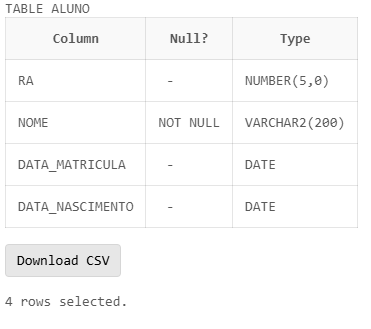 TABLE ALUNO
Column Null? Type
RA - NUMBER(5,0)
NOME NOT NULL VARCHAR2(200)
DATA_MATRICULA - DATE
DATA_NASCIMENTO - DATE
Download CSV
4 rows selected.